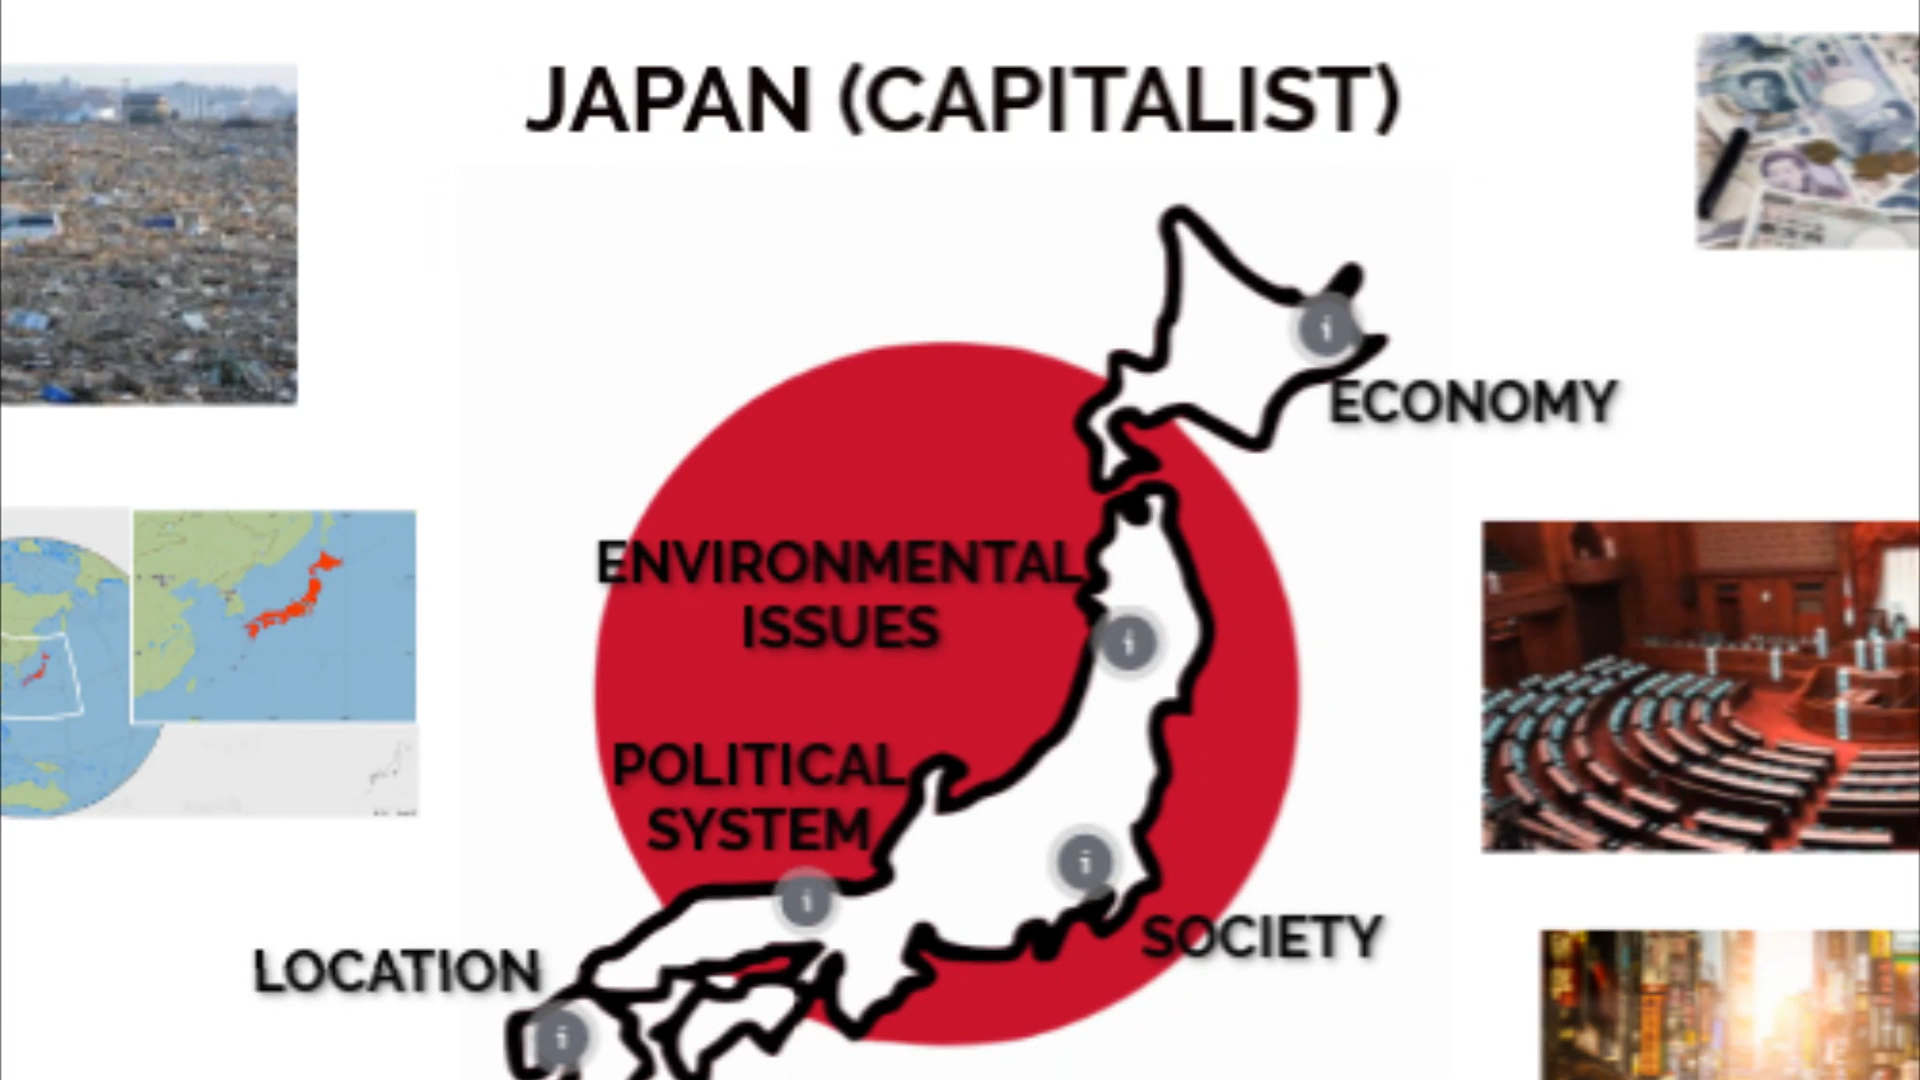 JAPAN (CAPITALIST)
ECONOMY
ENVIRONMENTAL
ISSUES
POLITICAL
SYSTEM
SOCIETY
LOCATION